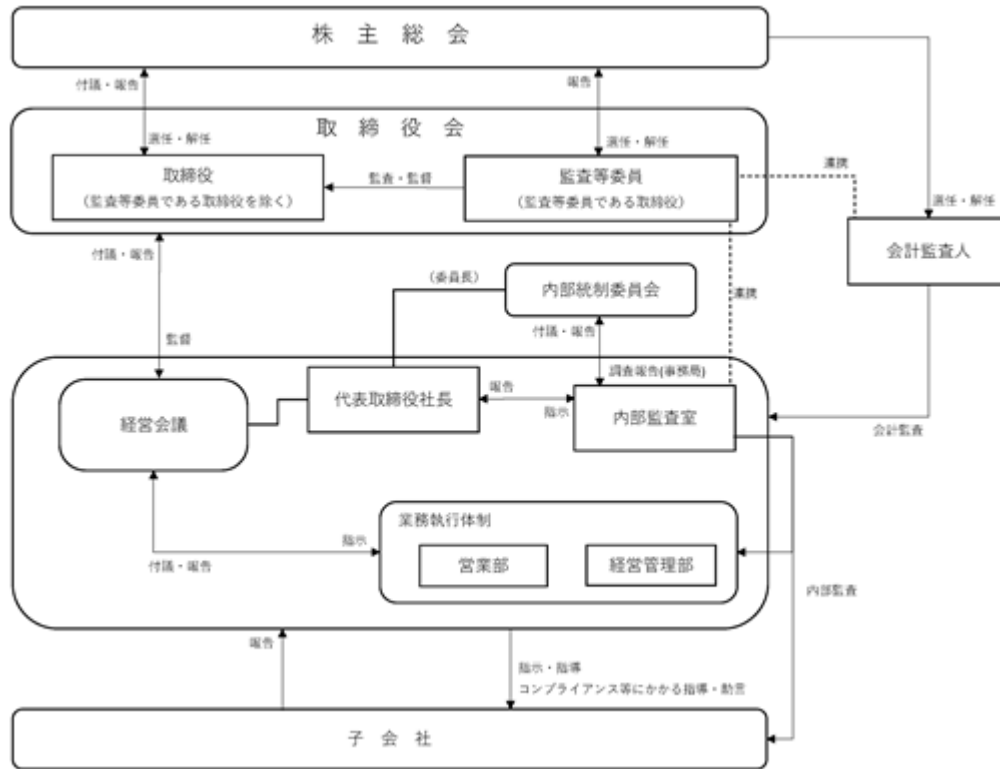 株 主 総 会
付議・報告
報告
選任・解任
選任・解任
取 締 役 会
取締役
(監査等委員である取締役を除く)
監査・監督
監査等委員
(監査等委員である取締役)
連携
選任・解任
会計監査人
付議・報告
監督
(委員長)
内部統制委員会
連携
付議・報告
調査報告(事務局)
経営会議
代表取締役社長
報告
指示
内部監査室
会計監査
業務執行体制
営業部
経営管理部
指示
付議・報告
内部監査
報告
指示・指導
コンプライアンス等にかかる指導・助言
子 会 社